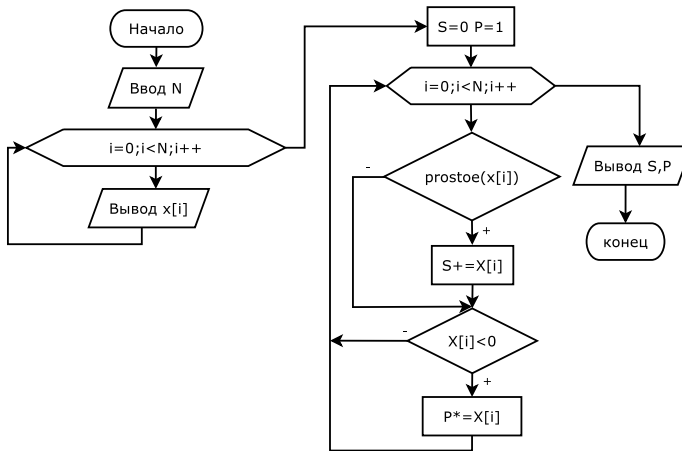 Начало
Ввод N
i=0;i<N;i++
Вывод x[i]
S=0 P=1
i=0;i<N;i++
prostoe(x[i])
-
+
S+=X[i]
X[i]<0
-
+
P*=X[i]
Вывод S,P
конец